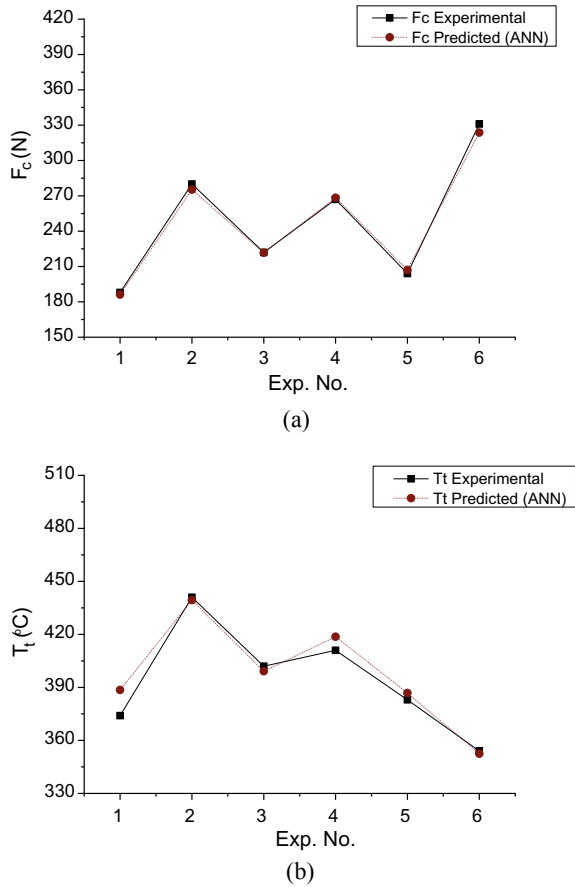 420
390
360
330
300
270
240
210
180
150
F_c (N)
Fc Experimental
Fc Predicted (ANN)
1 2 3 4 5 6
Exp. No.
(a)
510
480
450
420
390
360
330
T_t (°C)
Tt Experimental
Tt Predicted (ANN)
1 2 3 4 5 6
Exp. No.
(b)